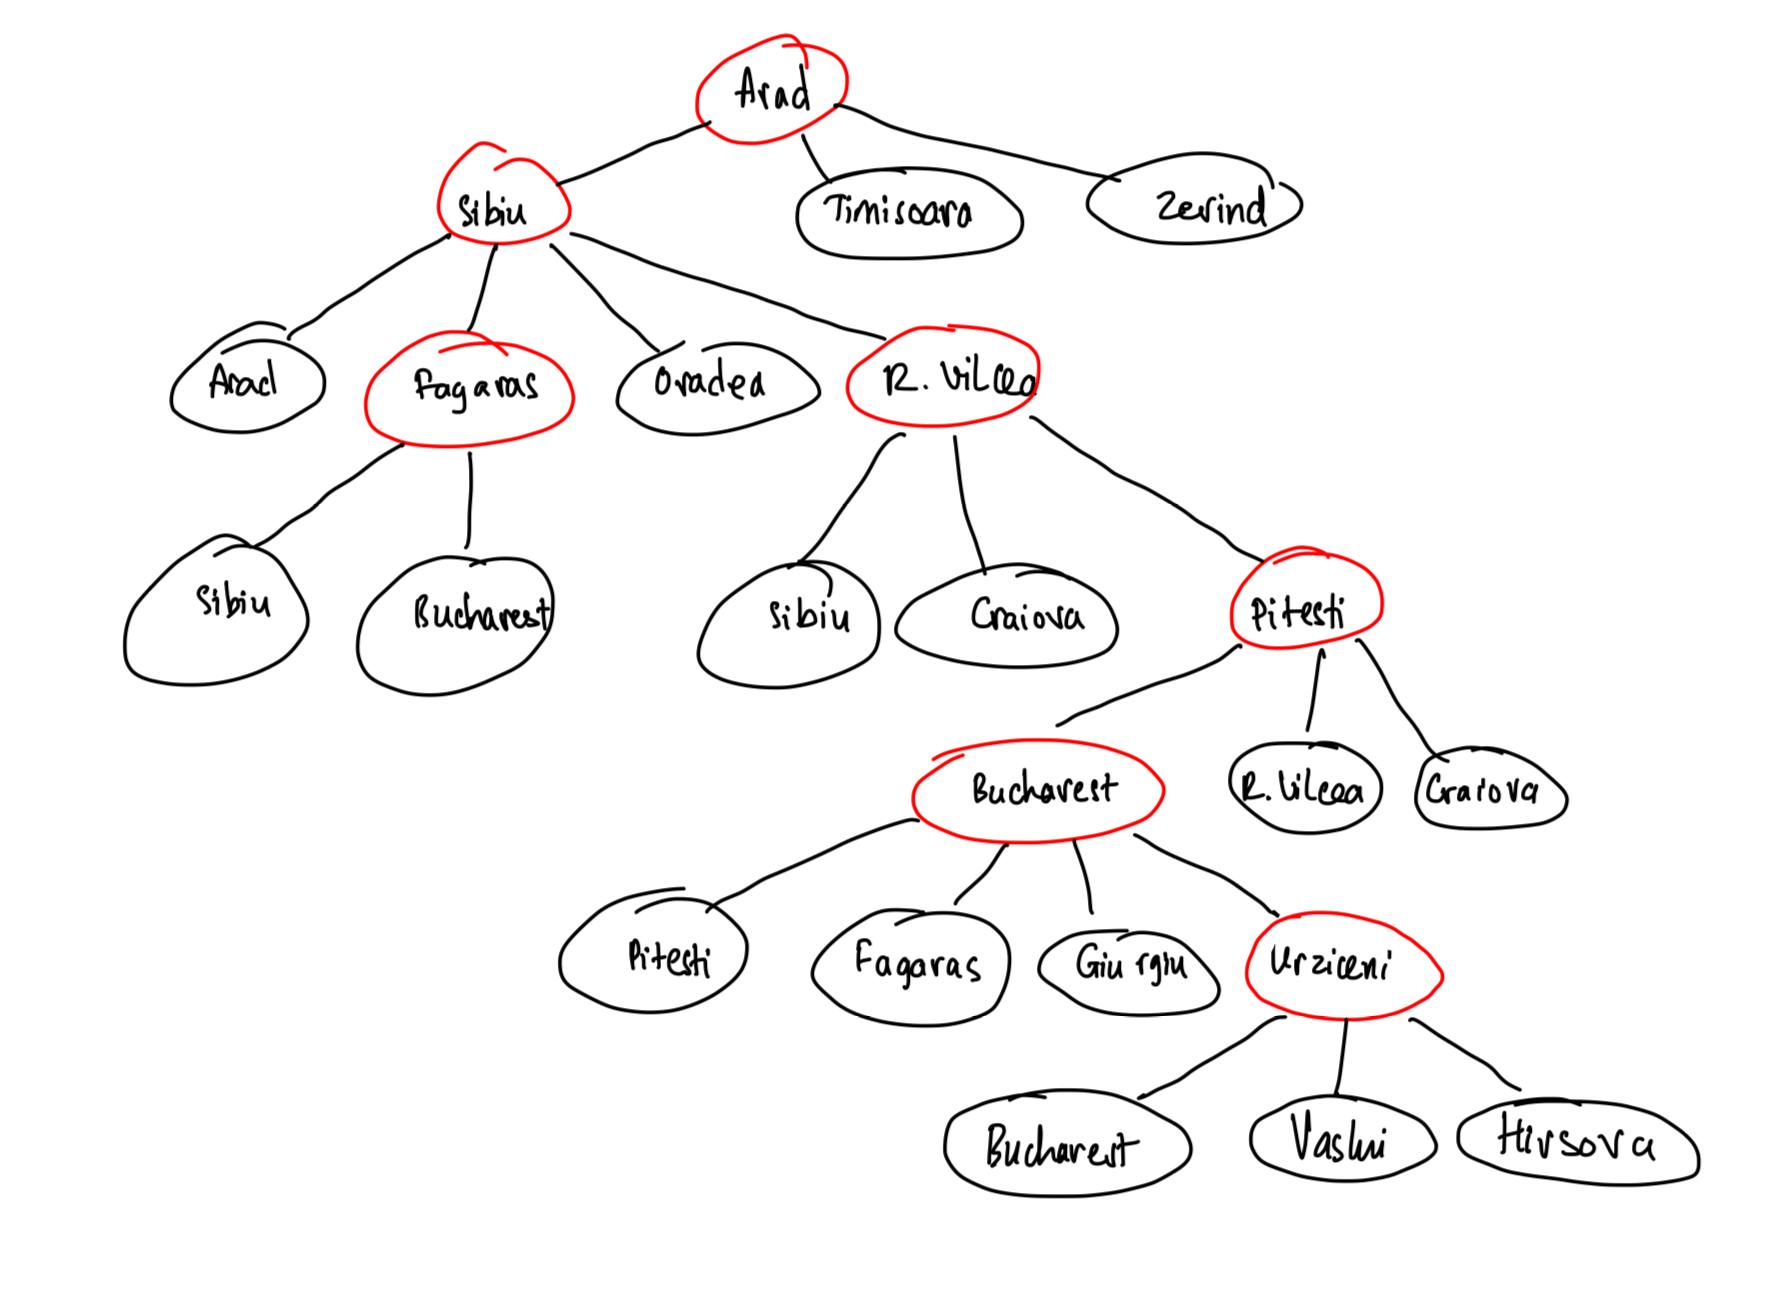 Arad
Sibiu
Timisoara
Zerind
Arad
Fagaras
Oradea
R. Vilcea
Sibiu
Bucharest
Sibiu
Craiova
Pitesti
Bucharest
R. Vilcea
Craiova
Pitesti
Fagaras
Giurgiu
Urziceni
Bucharest
Vaslui
Hirsova